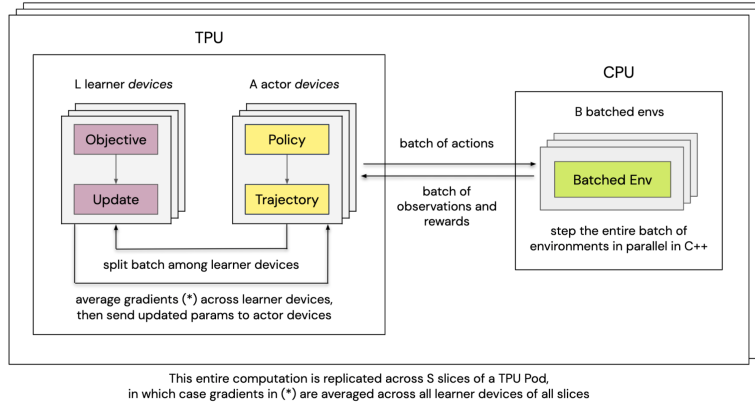 TPU
L learner devices
A actor devices
Objective
Update
Policy
Trajectory
split batch among learner devices
average gradients (*) across learner devices,
then send updated params to actor devices
batch of actions
batch of
observations and
rewards
CPU
B batched envs
Batched Env
step the entire batch of
environments in parallel in C++
This entire computation is replicated across S slices of a TPU Pod,
in which case gradients in (*) are averaged across all learner devices of all slices